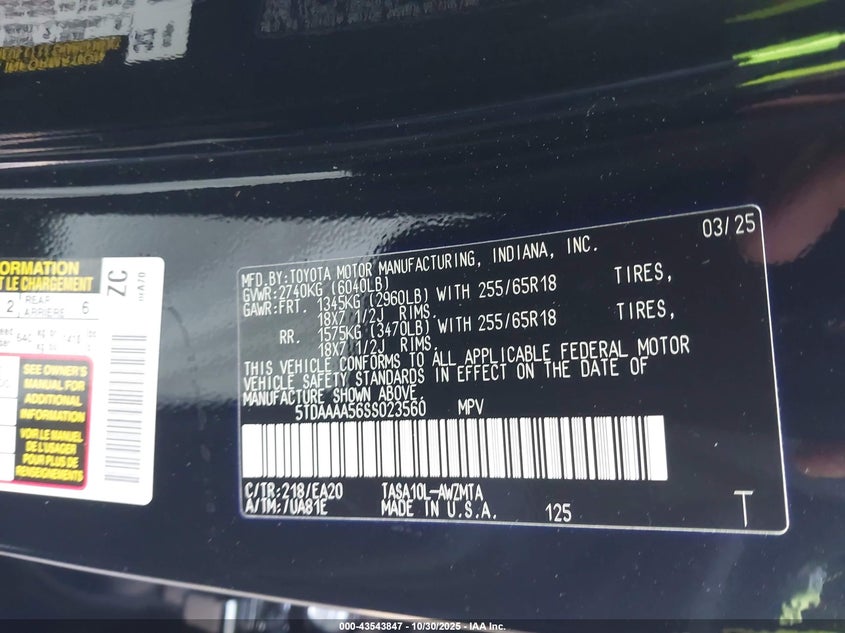 ORMATION
T LE CHARGEMENT
2 REAR ARRIERE 6
ZC
640
1416
SEE OWNER'S
MANUAL FOR
ADDITIONAL
INFORMATION
VOIR LE MANUEL
DE L'USAGER
POUR PLUS DE
RENSEIGNEMENTS
03/25
MFD.BY:TOYOTA MOTOR MANUFACTURING, INDIANA, INC.
GVWR:2740KG (6040LB)
GAWR:FRT. 1345KG (2960LB) WITH 255/65R18 TIRES,
18X7 1/2J RIMS.
RR. 1575KG (3470LB) WITH 255/65R18 TIRES,
18X7 1/2J RIMS.
THIS VEHICLE CONFORMS TO ALL APPLICABLE FEDERAL MOTOR
VEHICLE SAFETY STANDARDS IN EFFECT ON THE DATE OF
MANUFACTURE SHOWN ABOVE.
5TDAAAA56SS023560 MPV
C/TR:218/EA20 TASA10L-AWZMTA
A/TM:/UA81E MADE IN U.S.A. 125 T
000-43543847 - 10/30/2025 - IAA Inc.